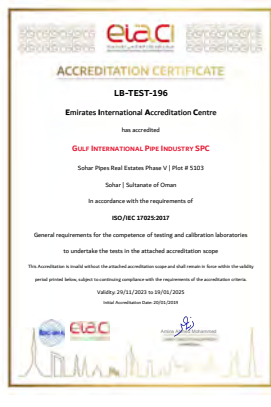 eiaci
ACCREDITATION CERTIFICATE
LB-TEST-196
Emirates International Accreditation Centre
has accredited
GULF INTERNATIONAL PIPE INDUSTRY SPC
Sohar Pipes Real Estates Phase V | Plot # 5103
Sohar | Sultanate of Oman
In accordance with the requirements of
ISO/IEC 17025:2017
General requirements for the competence of testing and calibration laboratories
to undertake the tests in the attached accreditation scope
This Accreditation is invalid without the attached accreditation scope and shall remain in force within the validity
period printed below, subject to continuing compliance with the requirements of the accreditation criteria.
Validity: 29/11/2023 to 19/01/2025
Initial Accreditation Date: 20/01/2019